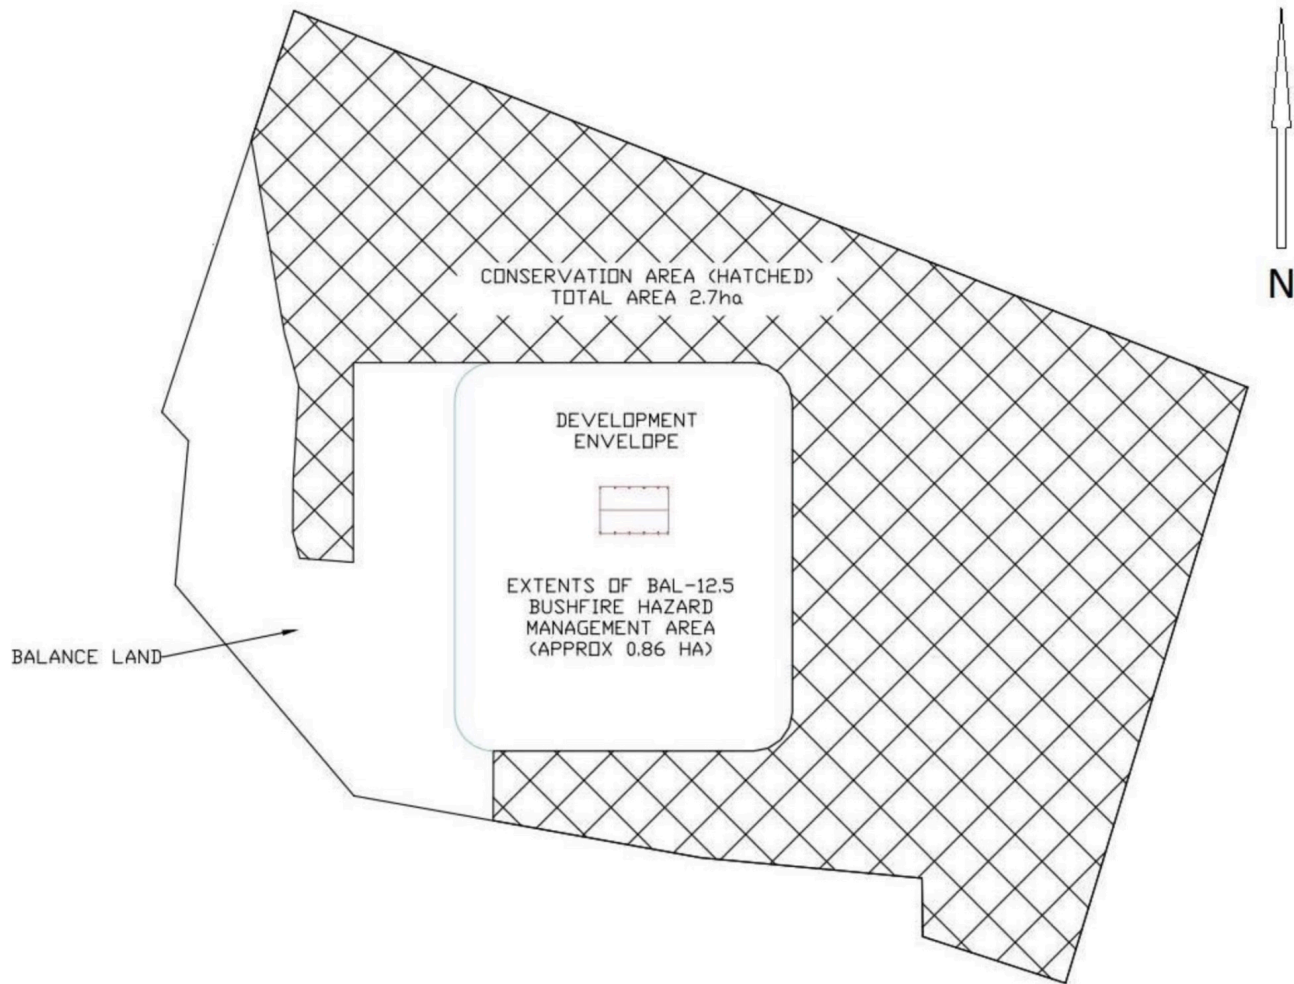 CONSERVATION AREA (HATCHED)
TOTAL AREA 2.7ha
N
DEVELOPMENT
ENVELOPE
EXTENTS OF BAL-12.5
BUSHFIRE HAZARD
MANAGEMENT AREA
(APPROX 0.86 HA)
BALANCE LAND